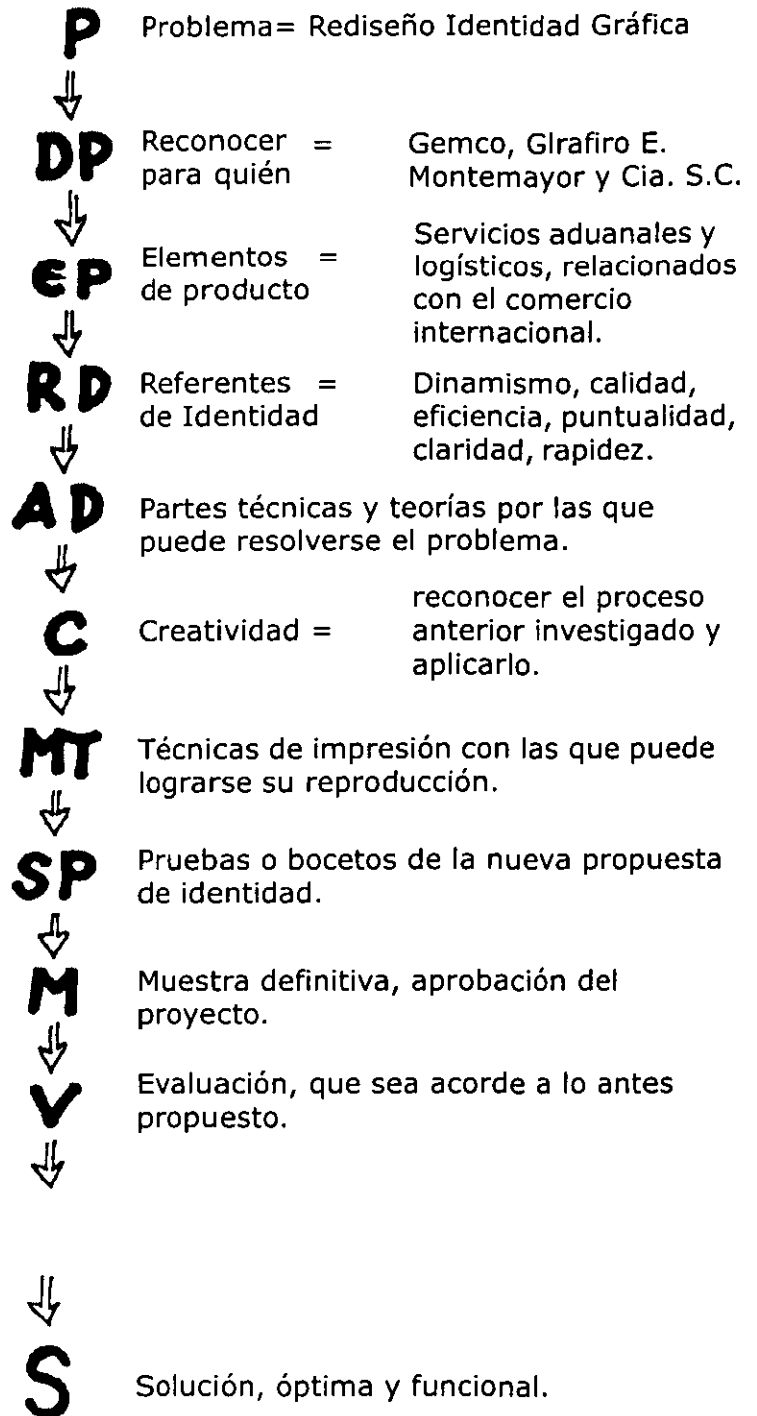 P Problema= Rediseño Identidad Gráfica
DP Reconocer = Gemco, GIrafiro E.
para quién Montemayor y Cia. S.C.
EP Elementos = Servicios aduanales y
de producto logísticos, relacionados
con el comercio
internacional.
RD Referentes = Dinamismo, calidad,
de Identidad eficiencia, puntualidad,
claridad, rapidez.
AD Partes técnicas y teorías por las que
puede resolverse el problema.
C Creatividad = reconocer el proceso
anterior investigado y
aplicarlo.
MT Técnicas de impresión con las que puede
lograrse su reproducción.
SP Pruebas o bocetos de la nueva propuesta
de identidad.
M Muestra definitiva, aprobación del
proyecto.
V Evaluación, que sea acorde a lo antes
propuesto.
S Solución, óptima y funcional.